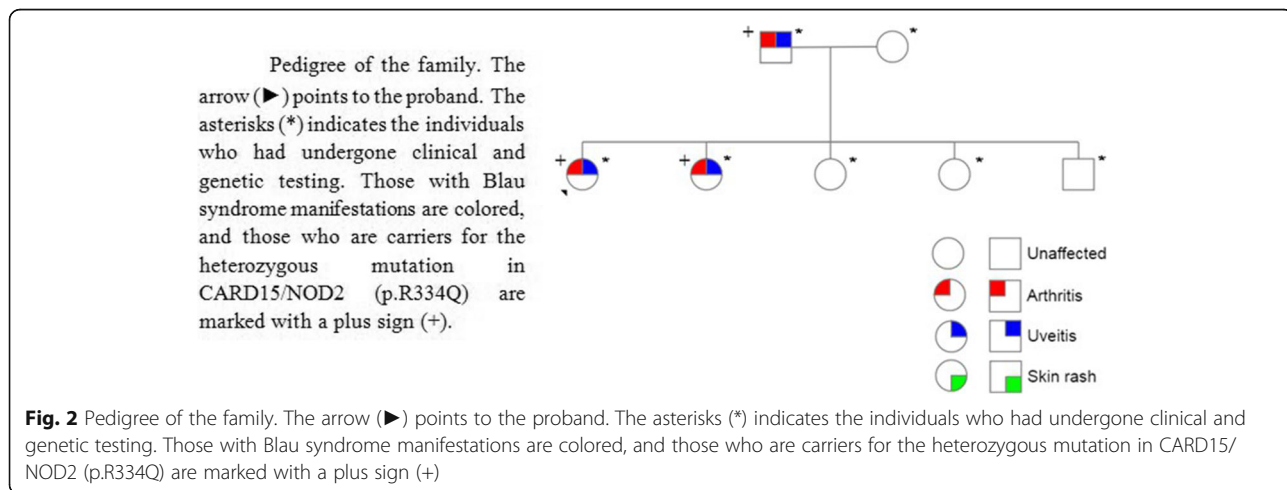 Pedigree of the family. The
arrow (►) points to the proband. The
asterisks (*) indicates the individuals
who had undergone clinical and
genetic testing. Those with Blau
syndrome manifestations are colored,
and those who are carriers for the
heterozygous mutation in
CARD15/NOD2 (p.R334Q) are
marked with a plus sign (+).
+ * *
+ * + * * * *
Unaffected
Arthritis
Uveitis
Skin rash
Fig. 2 Pedigree of the family. The arrow (►) points to the proband. The asterisks (*) indicates the individuals who had undergone clinical and
genetic testing. Those with Blau syndrome manifestations are colored, and those who are carriers for the heterozygous mutation in CARD15/
NOD2 (p.R334Q) are marked with a plus sign (+)